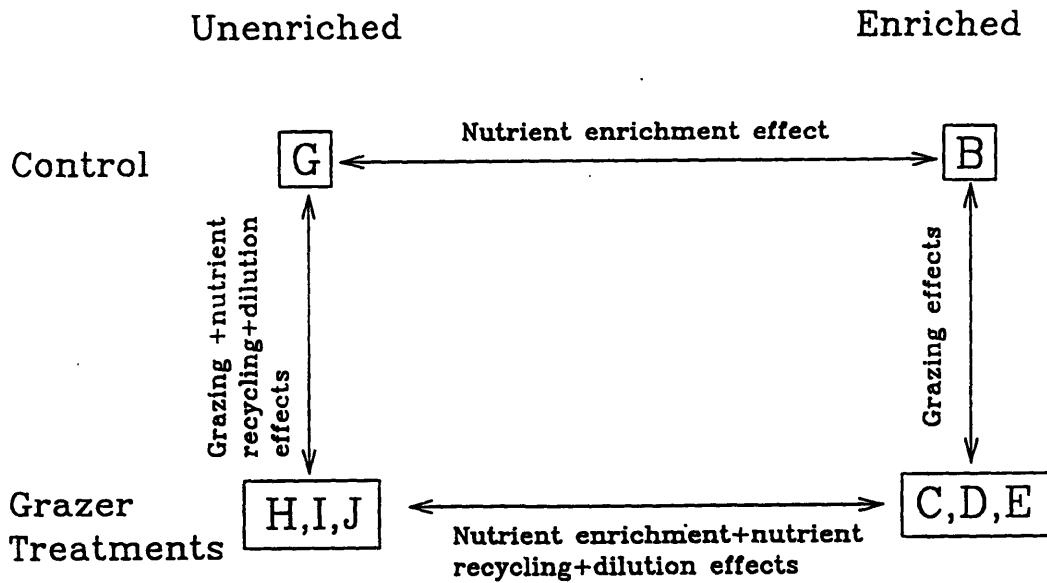 Unenriched
Enriched
Nutrient enrichment effect
Control
G
B
Grazing +nutrient
recycling+dilution
effects
Grazing effects
Grazer
Treatments
H,I,J
C,D,E
Nutrient enrichment+nutrient
recycling+dilution effects